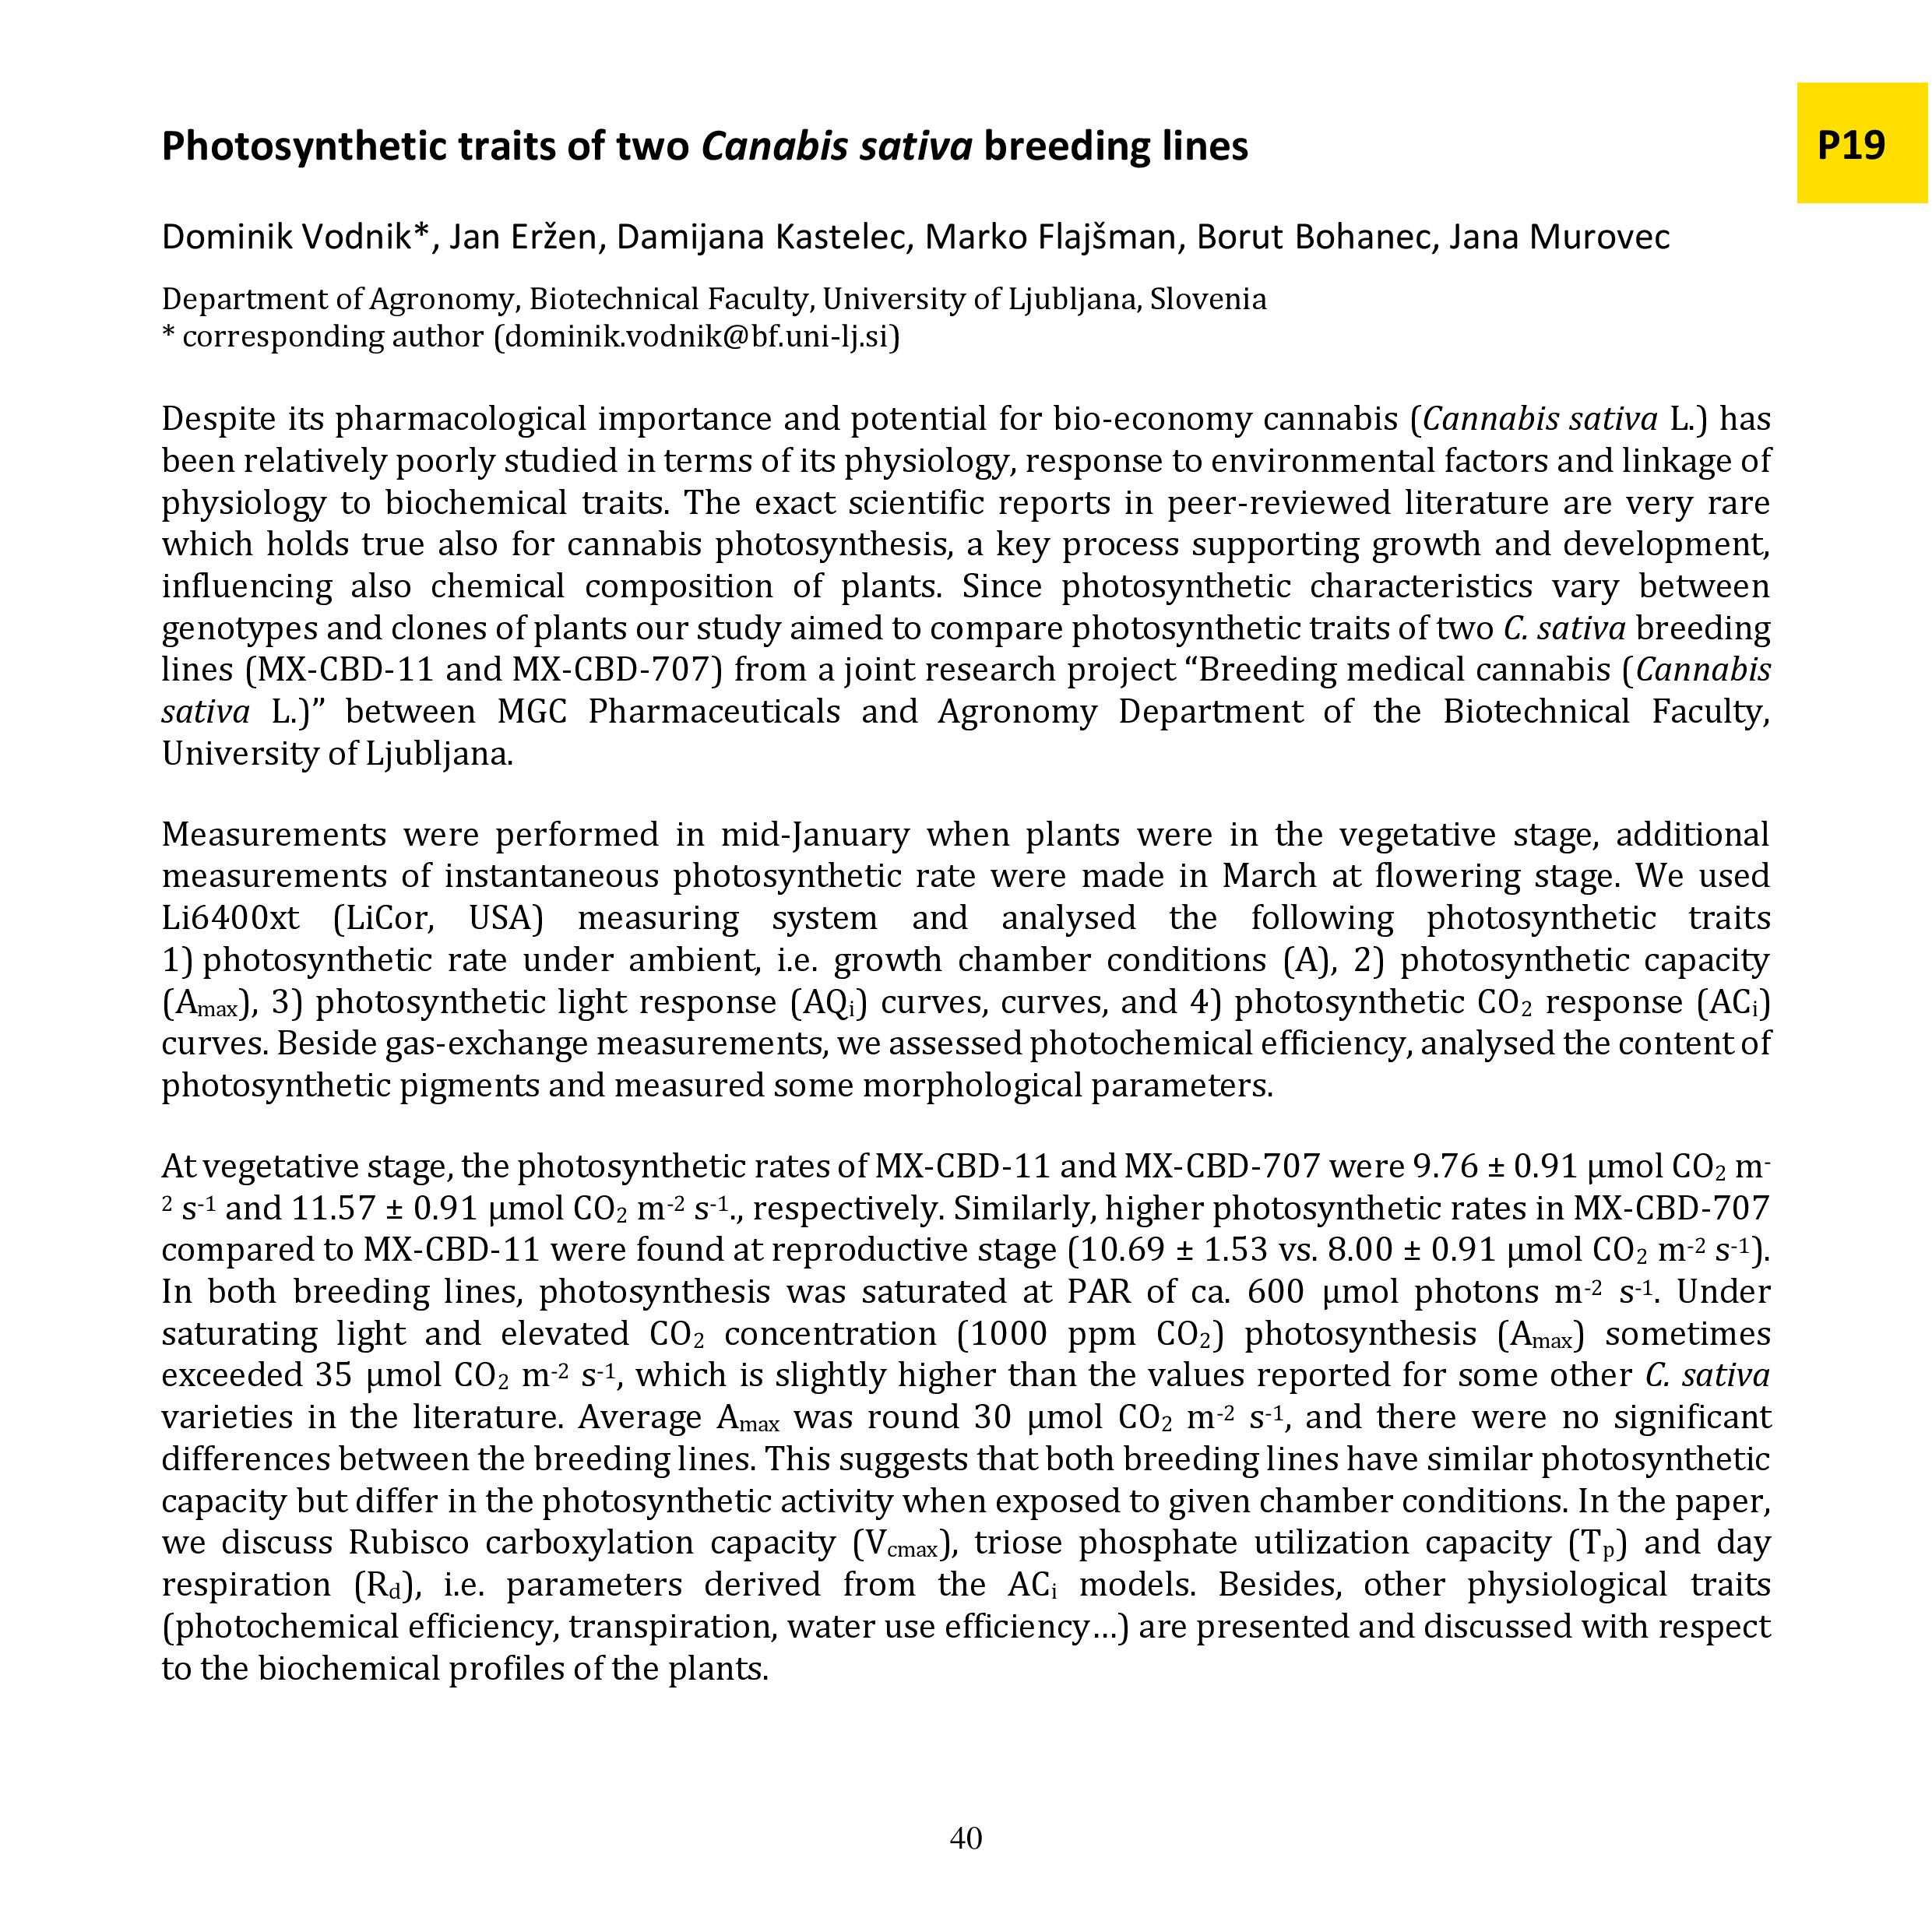 Photosynthetic traits of two Canabis sativa breeding lines
P19
Dominik Vodnik*, Jan Eržen, Damijana Kastelec, Marko Flajšman, Borut Bohanec, Jana Murovec
Department of Agronomy, Biotechnical Faculty, University of Ljubljana, Slovenia
* corresponding author (dominik.vodnik@bf.uni-lj.si)
Despite its pharmacological importance and potential for bio-economy cannabis (Cannabis sativa L.) has
been relatively poorly studied in terms of its physiology, response to environmental factors and linkage of
physiology to biochemical traits. The exact scientific reports in peer-reviewed literature are very rare
which holds true also for cannabis photosynthesis, a key process supporting growth and development,
influencing also chemical composition of plants. Since photosynthetic characteristics vary between
genotypes and clones of plants our study aimed to compare photosynthetic traits of two C. sativa breeding
lines (MX-CBD-11 and MX-CBD-707) from a joint research project “Breeding medical cannabis (Cannabis
sativa L.)” between MGC Pharmaceuticals and Agronomy Department of the Biotechnical Faculty,
University of Ljubljana.
Measurements were performed in mid-January when plants were in the vegetative stage, additional
measurements of instantaneous photosynthetic rate were made in March at flowering stage. We used
Li6400xt (LiCor, USA) measuring system and analysed the following photosynthetic traits
1) photosynthetic rate under ambient, i.e. growth chamber conditions (A), 2) photosynthetic capacity
(Amax), 3) photosynthetic light response (AQi) curves, curves, and 4) photosynthetic CO2 response (ACi)
curves. Beside gas-exchange measurements, we assessed photochemical efficiency, analysed the content of
photosynthetic pigments and measured some morphological parameters.
At vegetative stage, the photosynthetic rates of MX-CBD-11 and MX-CBD-707 were 9.76 ± 0.91 µmol CO2 m-
2 s-1 and 11.57 ± 0.91 µmol CO2 m-2 s-1., respectively. Similarly, higher photosynthetic rates in MX-CBD-707
compared to MX-CBD-11 were found at reproductive stage (10.69 ± 1.53 vs. 8.00 ± 0.91 µmol CO2 m-2 s-1).
In both breeding lines, photosynthesis was saturated at PAR of ca. 600 µmol photons m-2 s-1. Under
saturating light and elevated CO2 concentration (1000 ppm CO2) photosynthesis (Amax) sometimes
exceeded 35 µmol CO2 m-2 s-1, which is slightly higher than the values reported for some other C. sativa
varieties in the literature. Average Amax was round 30 µmol CO2 m-2 s-1, and there were no significant
differences between the breeding lines. This suggests that both breeding lines have similar photosynthetic
capacity but differ in the photosynthetic activity when exposed to given chamber conditions. In the paper,
we discuss Rubisco carboxylation capacity (Vcmax), triose phosphate utilization capacity (Tp) and day
respiration (Rd), i.e. parameters derived from the ACi models. Besides, other physiological traits
(photochemical efficiency, transpiration, water use efficiency…) are presented and discussed with respect
to the biochemical profiles of the plants.
40